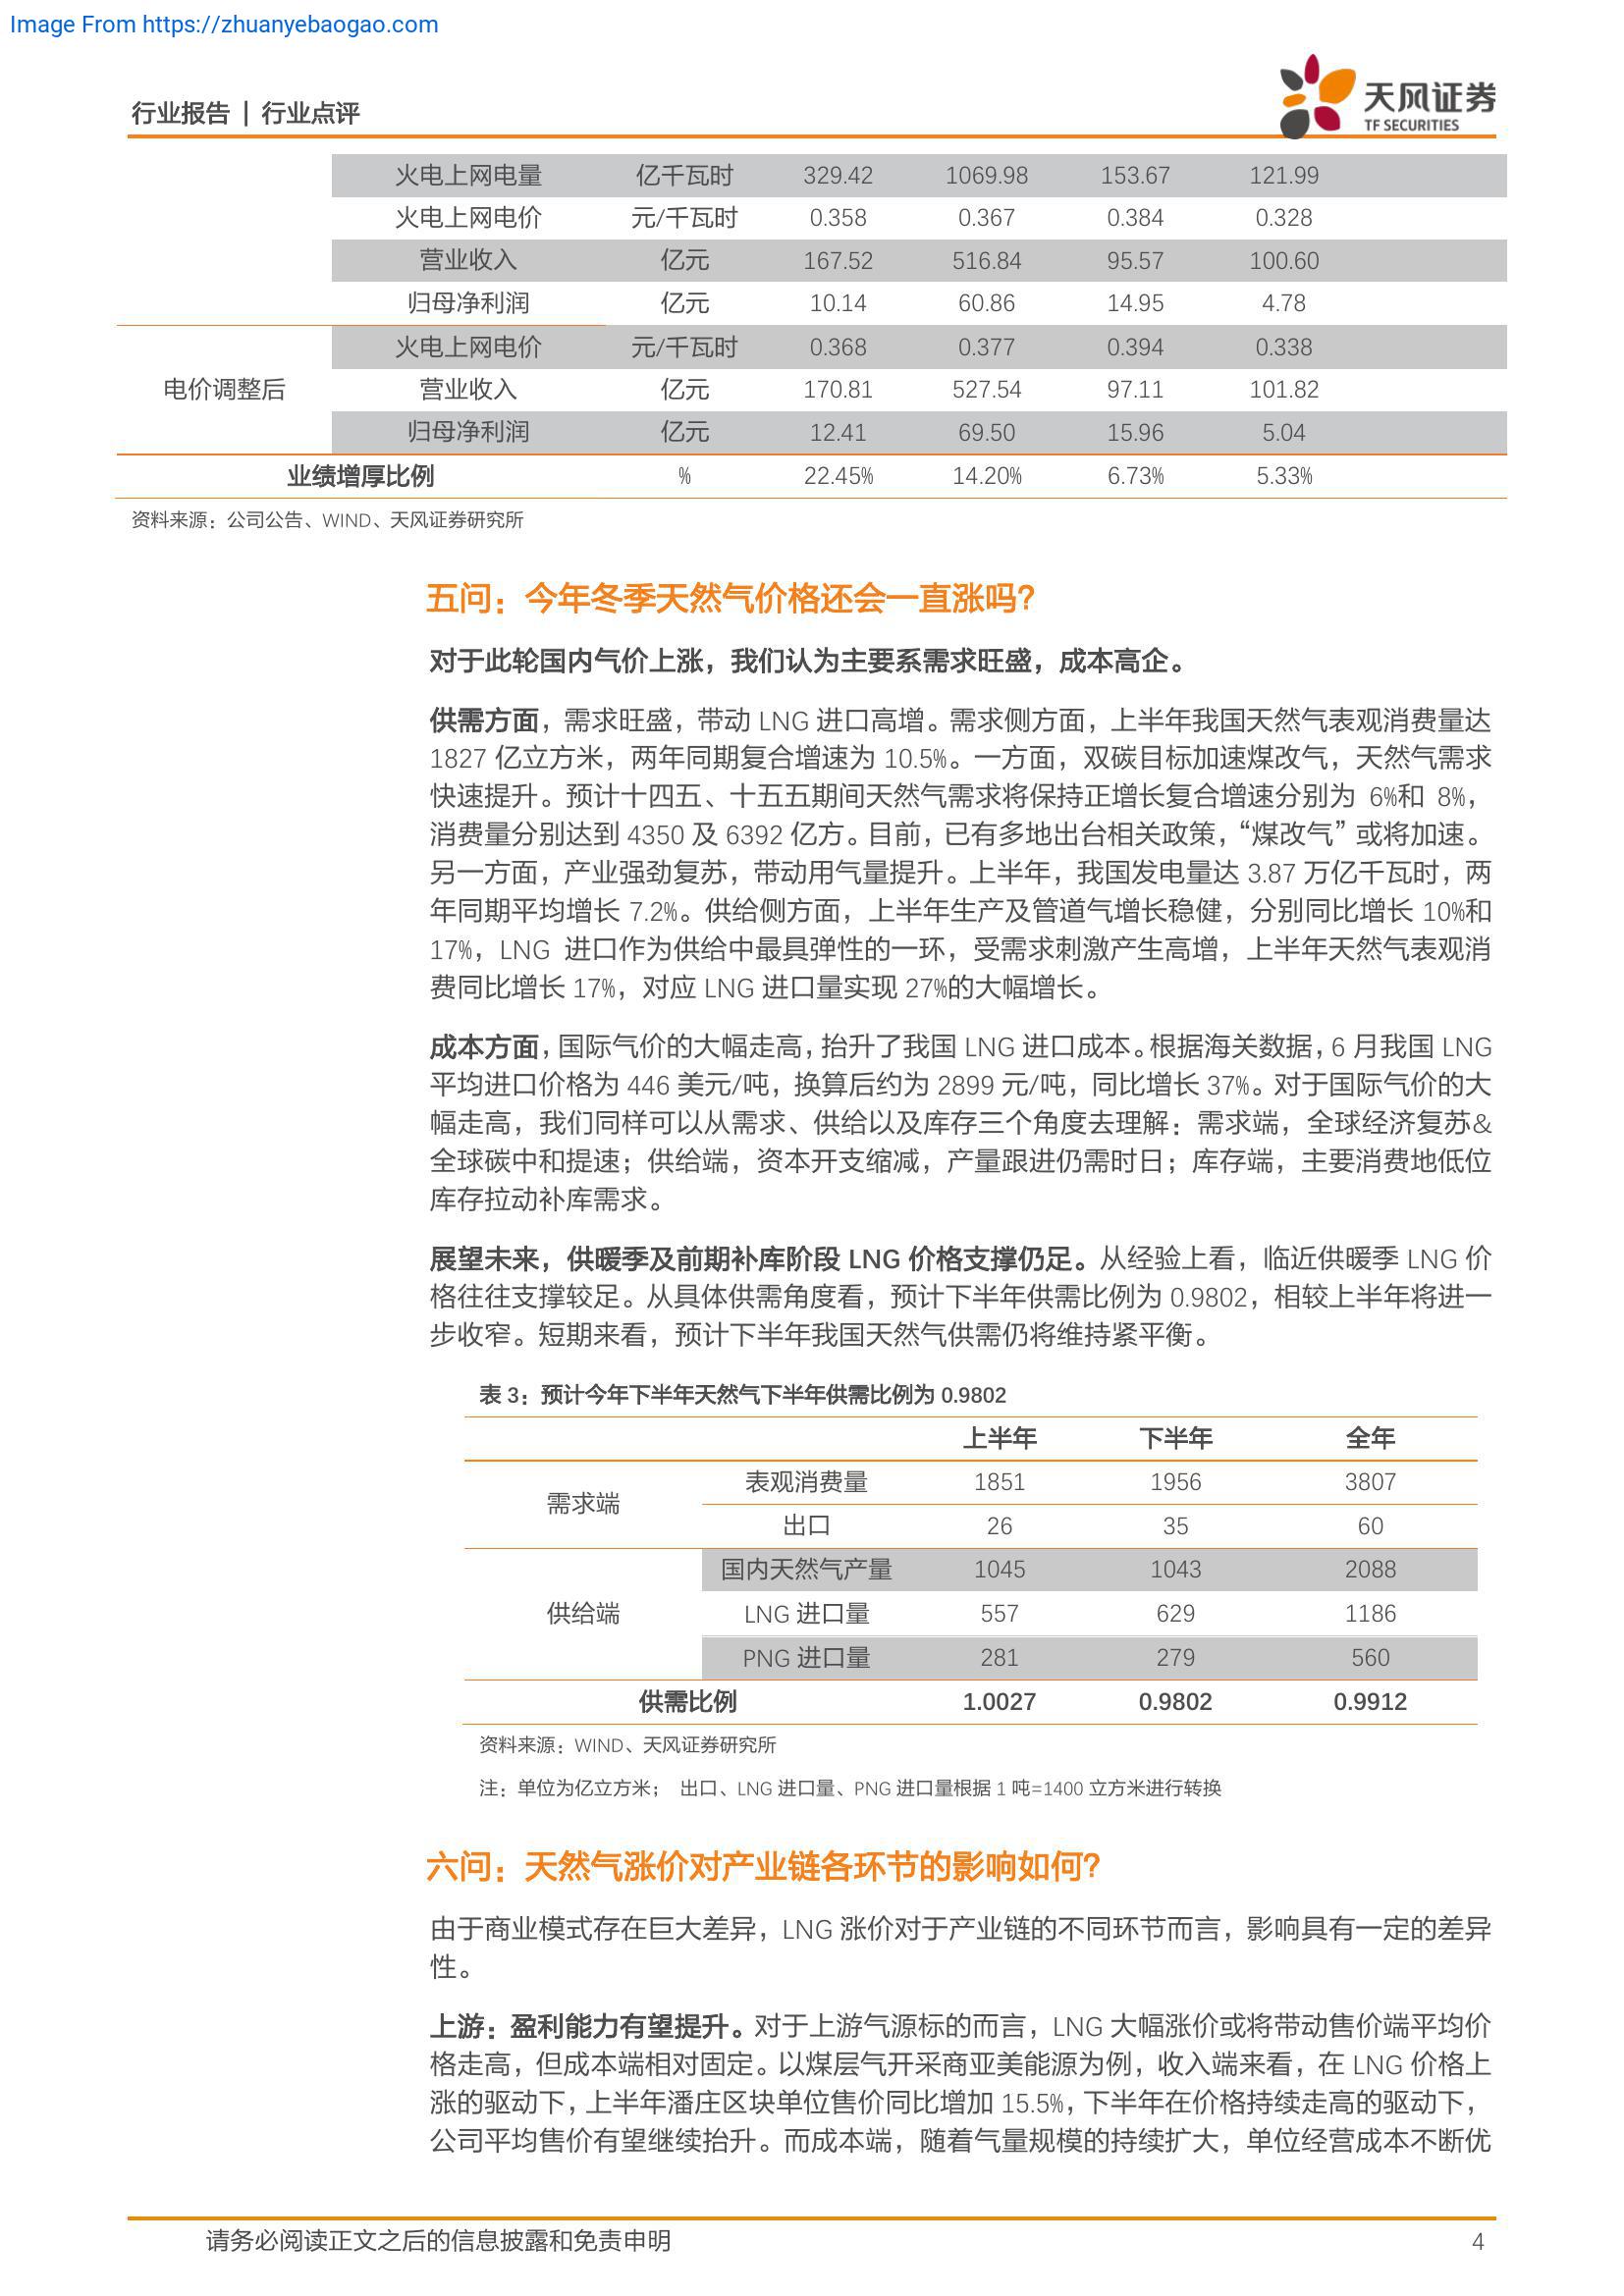 Image From https://zhuanyebaogao.com
行业报告 | 行业点评
天风证券
TF SECURITIES
火电上网电量 亿千瓦时 329.42 1069.98 153.67 121.99
火电上网电价 元/千瓦时 0.358 0.367 0.384 0.328
营业收入 亿元 167.52 516.84 95.57 100.60
归母净利润 亿元 10.14 60.86 14.95 4.78
火电上网电价 元/千瓦时 0.368 0.377 0.394 0.338
电价调整后 营业收入 亿元 170.81 527.54 97.11 101.82
归母净利润 亿元 12.41 69.50 15.96 5.04
业绩增厚比例 % 22.45% 14.20% 6.73% 5.33%
资料来源：公司公告、WIND、天风证券研究所
五问：今年冬季天然气价格还会一直涨吗？
对于此轮国内气价上涨，我们认为主要系需求旺盛，成本高企。
供需方面，需求旺盛，带动 LNG 进口高增。需求侧方面，上半年我国天然气表观消费量达
1827 亿立方米，两年同期复合增速为 10.5%。一方面，双碳目标加速煤改气，天然气需求
快速提升。预计十四五、十五五期间天然气需求将保持正增长复合增速分别为 6%和 8%，
消费量分别达到 4350 及 6392 亿方。目前，已有多地出台相关政策，“煤改气”或将加速。
另一方面，产业强劲复苏，带动用气量提升。上半年，我国发电量达 3.87 万亿千瓦时，两
年同期平均增长 7.2%。供给侧方面，上半年生产及管道气增长稳健，分别同比增长 10%和
17%，LNG 进口作为供给中最具弹性的一环，受需求刺激产生高增，上半年天然气表观消
费同比增长 17%，对应 LNG 进口量实现 27%的大幅增长。
成本方面，国际气价的大幅走高，抬升了我国 LNG 进口成本。根据海关数据，6 月我国 LNG
平均进口价格为 446 美元/吨，换算后约为 2899 元/吨，同比增长 37%。对于国际气价的大
幅走高，我们同样可以从需求、供给以及库存三个角度去理解：需求端，全球经济复苏&
全球碳中和提速；供给端，资本开支缩减，产量跟进仍需时日；库存端，主要消费地低位
库存拉动补库需求。
展望未来，供暖季及前期补库阶段 LNG 价格支撑仍足。从经验上看，临近供暖季 LNG 价
格往往支撑较足。从具体供需角度看，预计下半年供需比例为 0.9802，相较上半年将进一
步收窄。短期来看，预计下半年我国天然气供需仍将维持紧平衡。
表 3：预计今年下半年天然气下半年供需比例为 0.9802
上半年 下半年 全年
需求端 表观消费量 1851 1956 3807
出口 26 35 60
国内天然气产量 1045 1043 2088
供给端 LNG 进口量 557 629 1186
PNG 进口量 281 279 560
供需比例 1.0027 0.9802 0.9912
资料来源：WIND、天风证券研究所
注：单位为亿立方米； 出口、LNG 进口量、PNG 进口量根据 1 吨=1400 立方米进行转换
六问：天然气涨价对产业链各环节的影响如何？
由于商业模式存在巨大差异，LNG 涨价对于产业链的不同环节而言，影响具有一定的差异
性。
上游：盈利能力有望提升。对于上游气源标的而言，LNG 大幅涨价或将带动售价端平均价
格走高，但成本端相对固定。以煤层气开采商亚美能源为例，收入端来看，在 LNG 价格上
涨的驱动下，上半年潘庄区块单位售价同比增加 15.5%，下半年在价格持续走高的驱动下，
公司平均售价有望继续抬升。而成本端，随着气量规模的持续扩大，单位经营成本不断优
请务必阅读正文之后的信息披露和免责申明 4